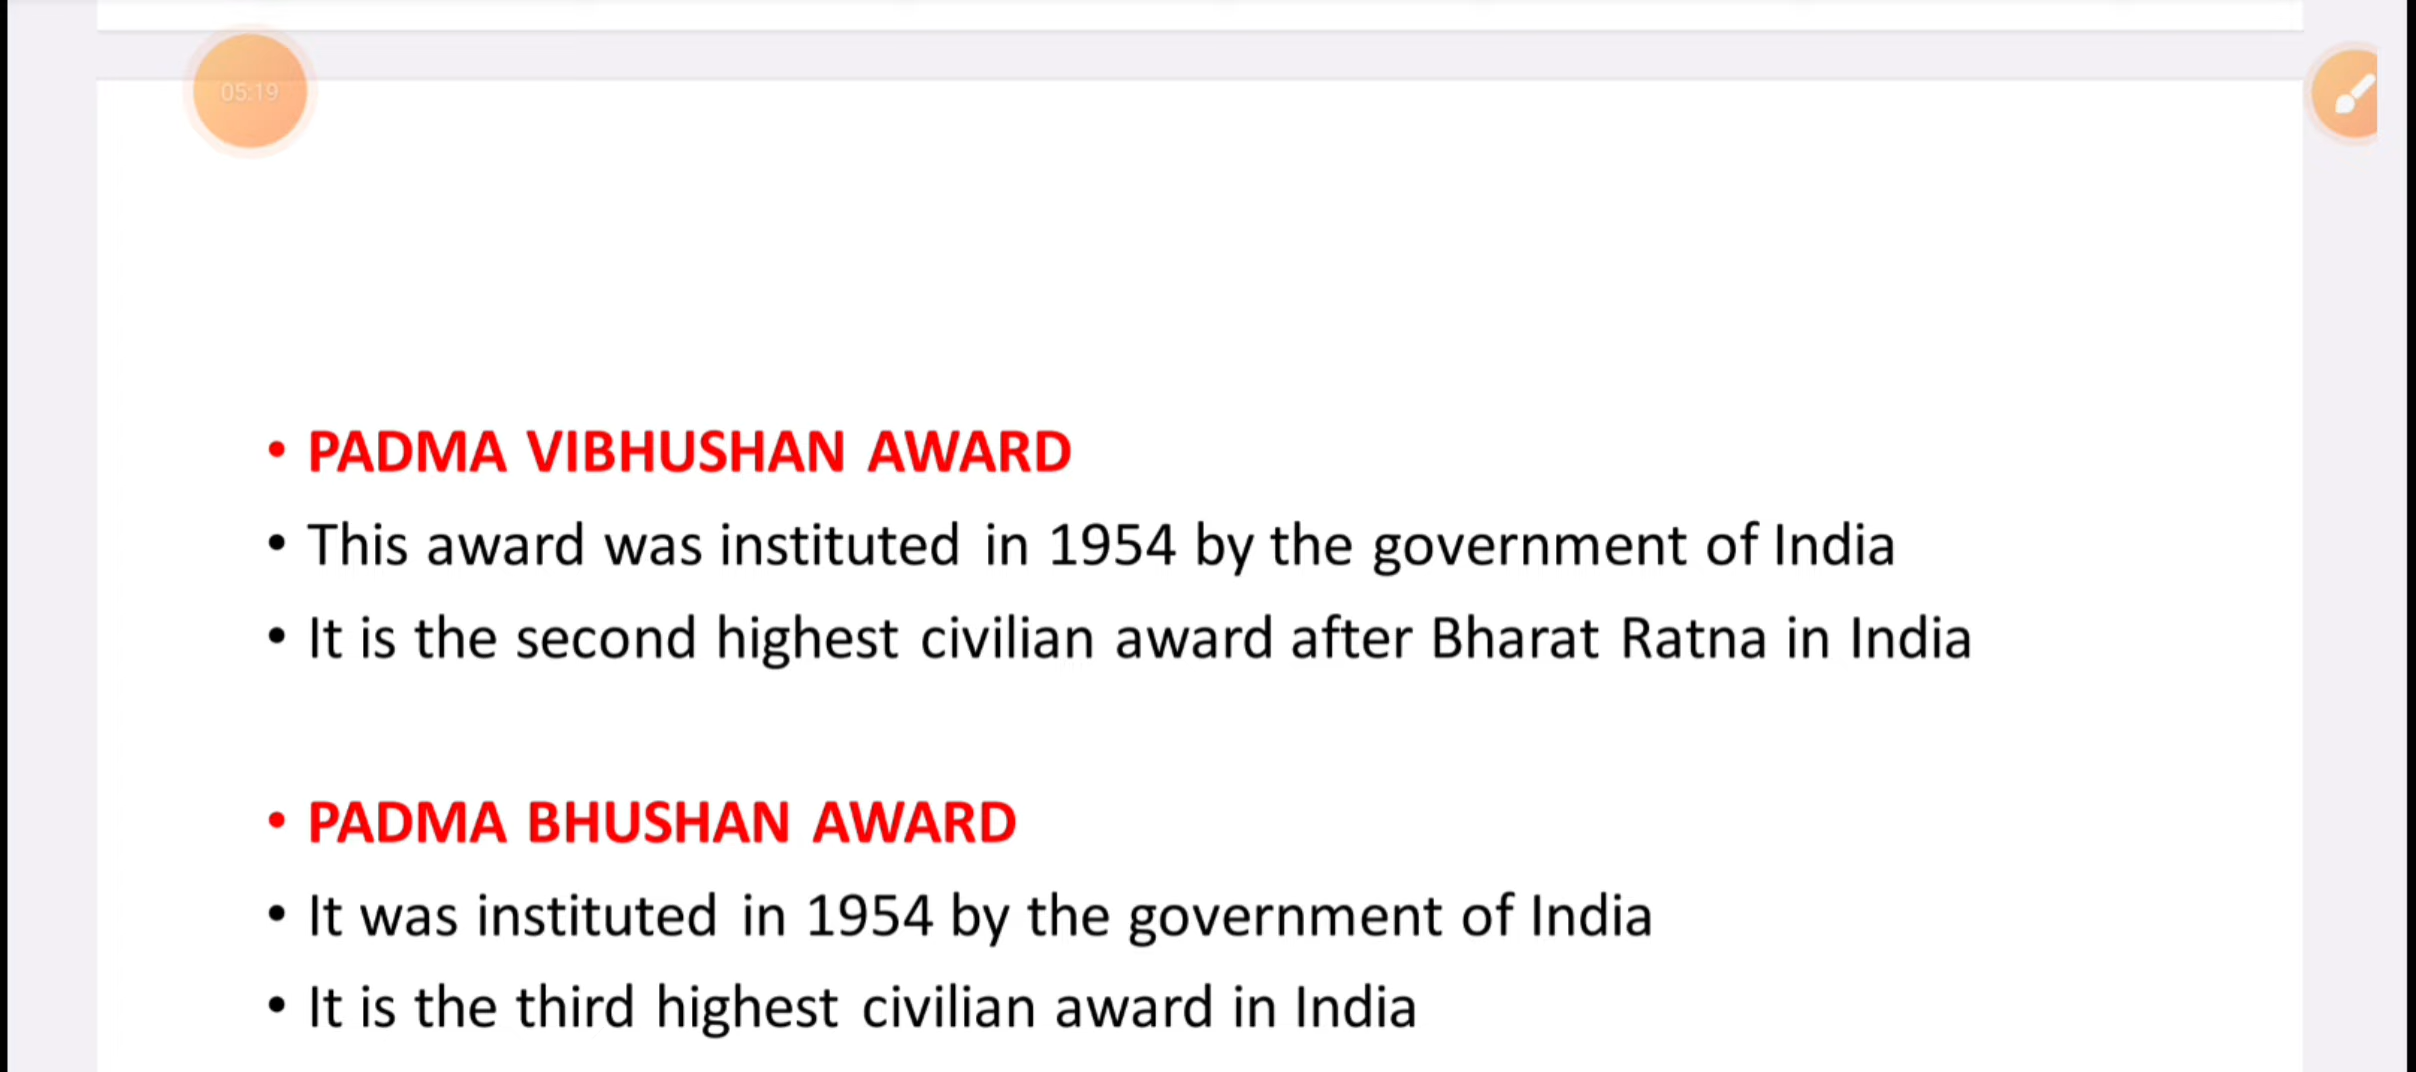 05:19
• PADMA VIBHUSHAN AWARD
• This award was instituted in 1954 by the government of India
• It is the second highest civilian award after Bharat Ratna in India
• PADMA BHUSHAN AWARD
• It was instituted in 1954 by the government of India
• It is the third highest civilian award in India